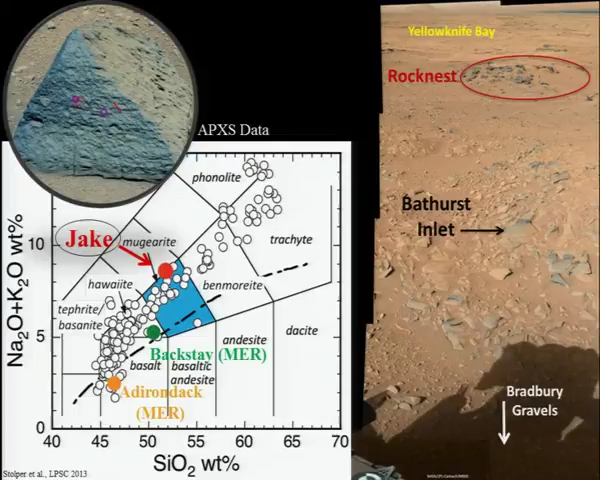 APXS Data
phonolite
trachyte
Jake
mugearite
hawaiite
benmoreite
tephrite/
basanite
Backstay (MER)
andesite
dacite
basalt
basaltic
andesite
Adirondack
(MER)
Na₂O+K₂O wt%
10
5
0
40
45
50
55
60
65
70
SiO₂ wt%
Stolper et al., LPSC 2013
Yellowknife Bay
Rocknest
Bathurst
Inlet
Bradbury
Gravels